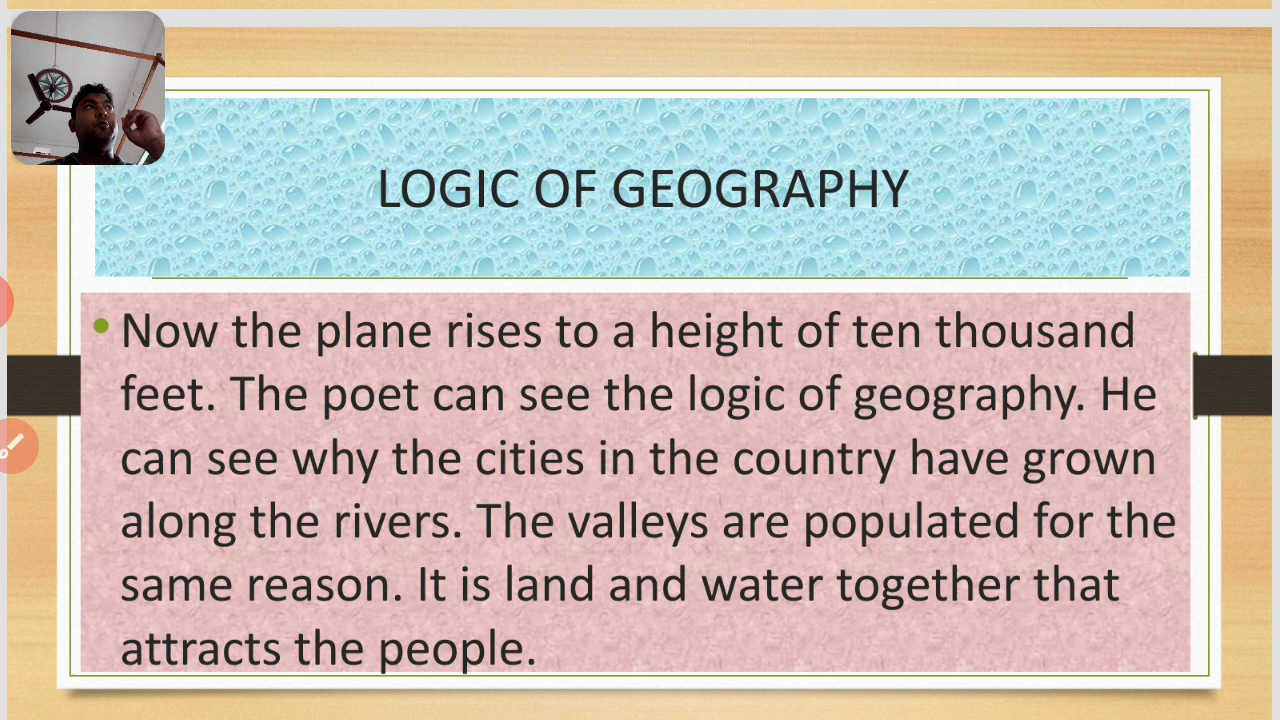 LOGIC OF GEOGRAPHY
Now the plane rises to a height of ten thousand
feet. The poet can see the logic of geography. He
can see why the cities in the country have grown
along the rivers. The valleys are populated for the
same reason. It is land and water together that
attracts the people.